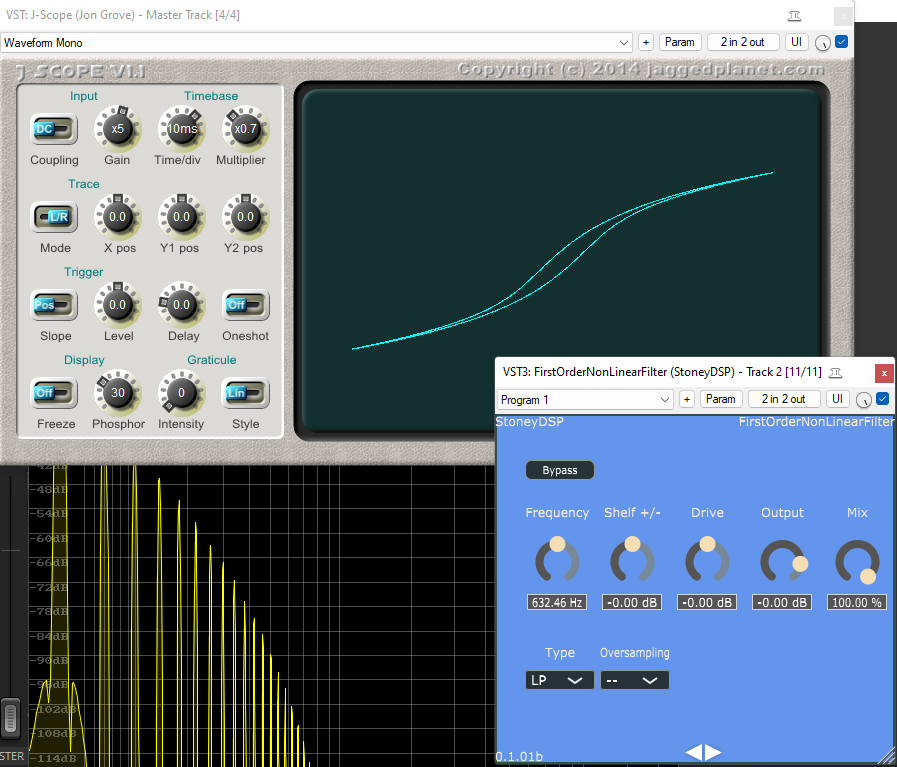 VST: J-Scope (Jon Grove) - Master Track [4/4]
Waveform Mono
+ Param 2 in 2 out UI
J SCOPE V1.1 Copyright (c) 2014 jaggedplanet.com
Input Timebase
DC x5 10ms x0.7
Coupling Gain Time/div Multiplier
Trace
L/R 0.0 0.0 0.0
Mode X pos Y1 pos Y2 pos
Trigger
Pos 0.0 0.0 Off
Slope Level Delay Oneshot
Display Graticule
Off 30 0 Lin
Freeze Phosphor Intensity Style
VST3: FirstOrderNonLinearFilter (StoneyDSP) - Track 2 [11/11]
x
Program 1
+ Param 2 in 2 out UI
StoneyDSP FirstOrderNonLinearFilter
Bypass
Frequency Shelf +/- Drive Output Mix
632.46 Hz -0.00 dB -0.00 dB -0.00 dB 100.00 %
Type Oversampling
LP --
0.1.01b
-42dB
-48dB
-54dB
-60dB
-66dB
-72dB
-78dB
-84dB
-90dB
-96dB
-102dB
-108dB
-114dB
STER